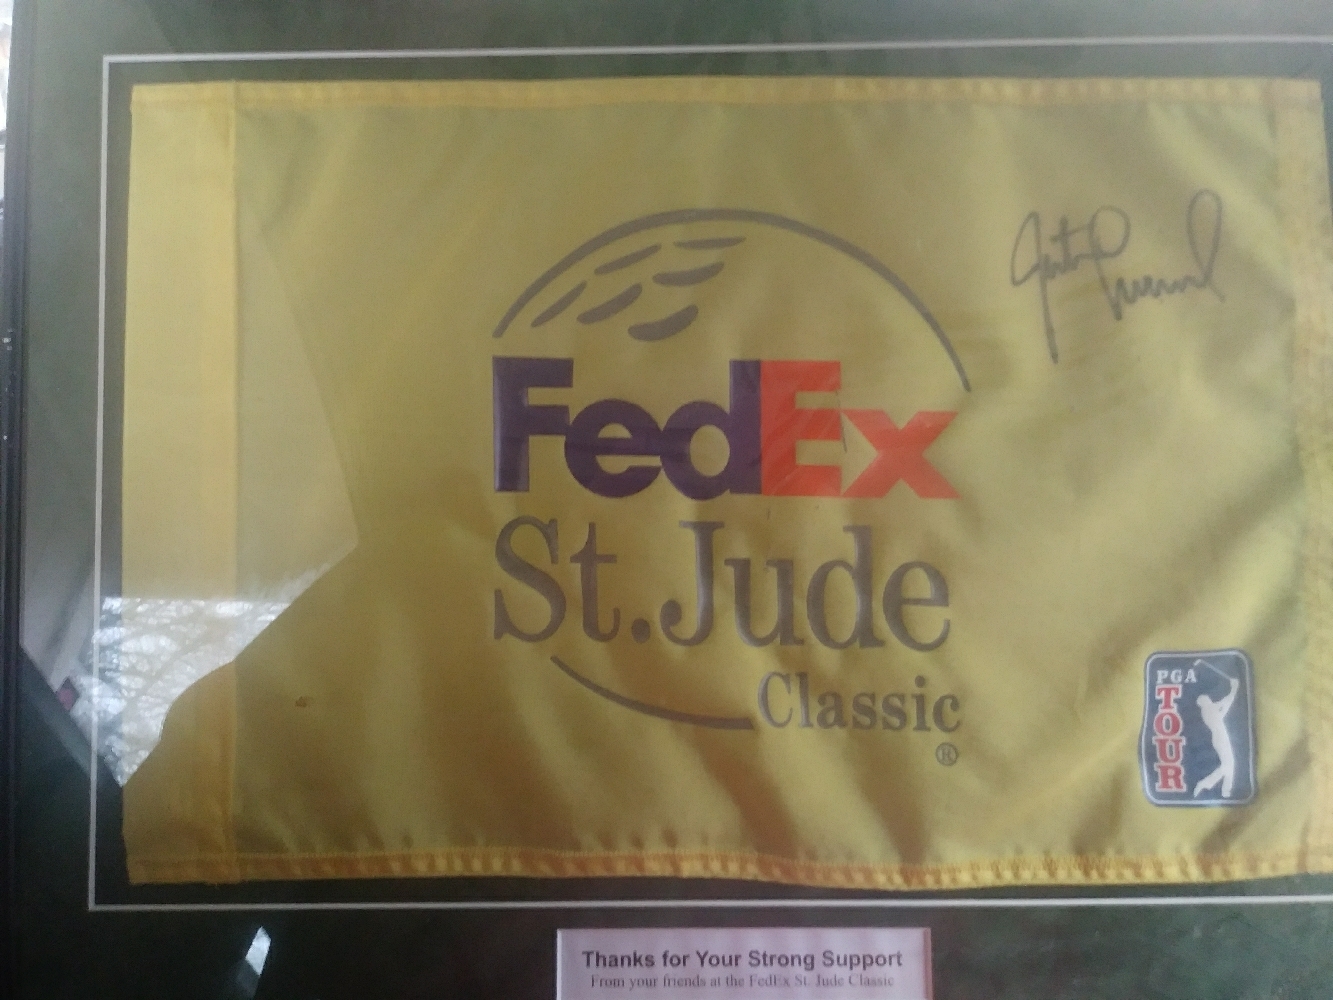 FedEx
St. Jude
Classic
®
PGA
TOUR
Thanks for Your Strong Support
From your friends at the FedEx St. Jude Classic